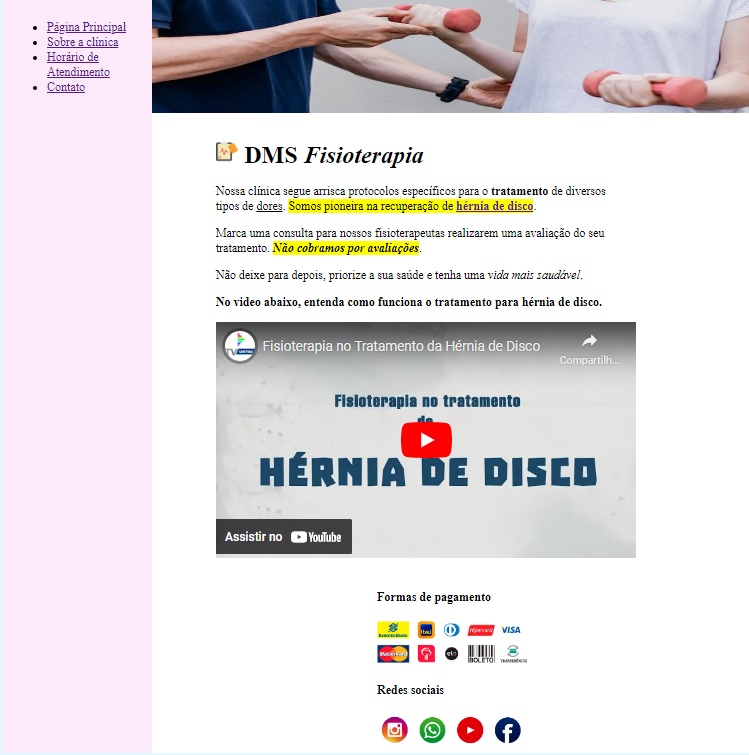 Página Principal
Sobre a clínica
Horário de
Atendimento
Contato
DMS Fisioterapia
Nossa clínica segue arrisca protocolos específicos para o tratamento de diversos
tipos de dores. Somos pioneira na recuperação de hérnia de disco.
Marca uma consulta para nossos fisioterapeutas realizarem uma avaliação do seu
tratamento. Não cobramos por avaliações.
Não deixe para depois, priorize a sua saúde e tenha uma vida mais saudável.
No video abaixo, entenda como funciona o tratamento para hérnia de disco.
Fisioterapia no Tratamento da Hérnia de Disco
Compartilh...
Fisioterapia no tratamento
HÉRNIA DE DISCO
Assistir no YouTube
Formas de pagamento
BANCO DO BRASIL Itaú Hipercard VISA
MasterCard elo BOLETO TRANSFERÊNCIA
Redes sociais